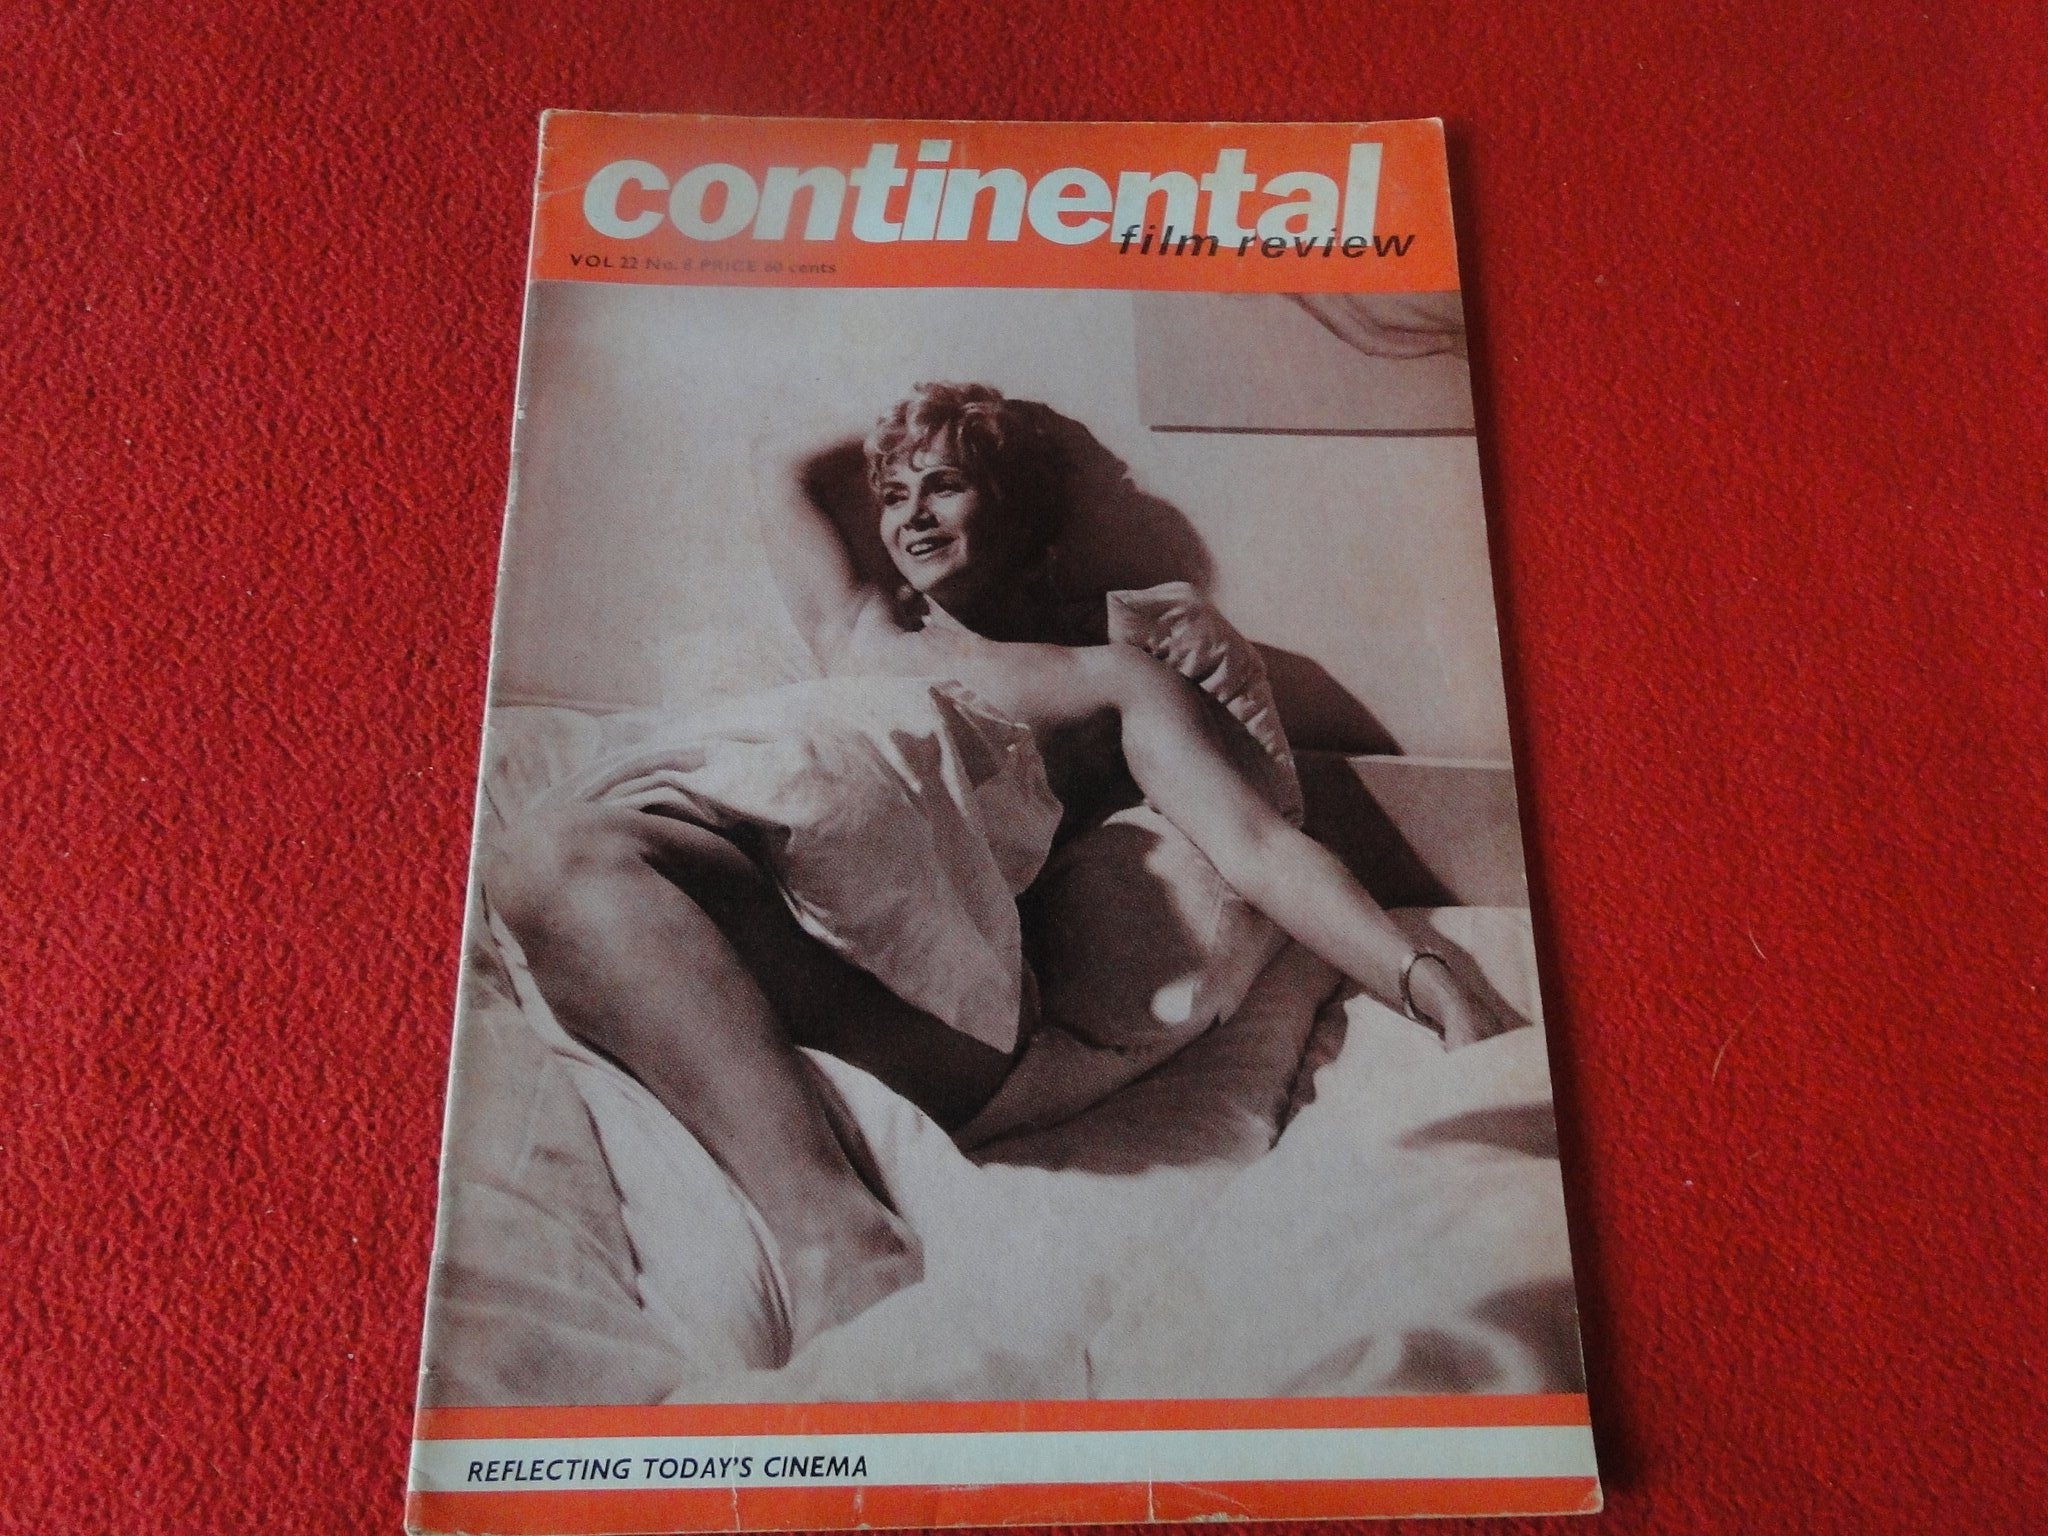 continental
film review
VOL 22 No. 8 PRICE 60 cents
REFLECTING TODAY'S CINEMA